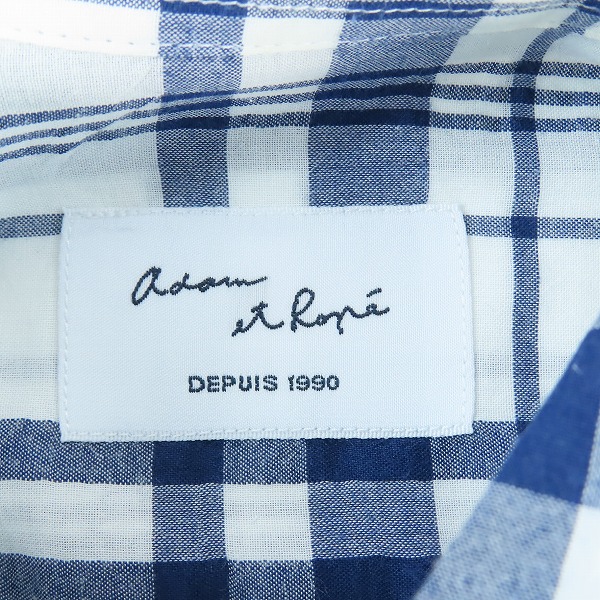 Adam
et Ropé
DEPUIS 1990